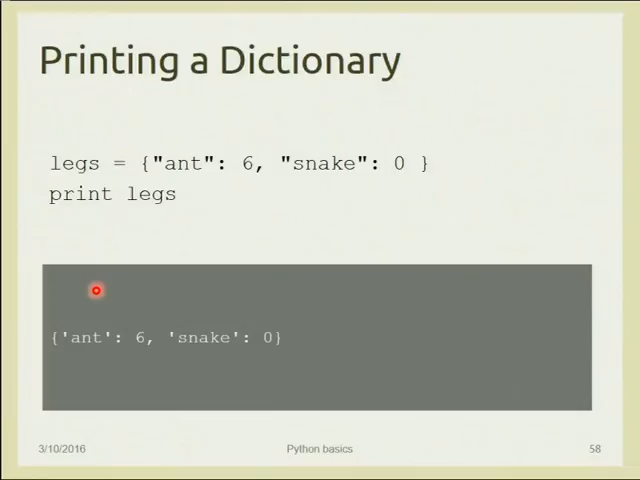 Printing a Dictionary
legs = {"ant": 6, "snake": 0 }
print legs
{'ant': 6, 'snake': 0}
3/10/2016
Python basics
58